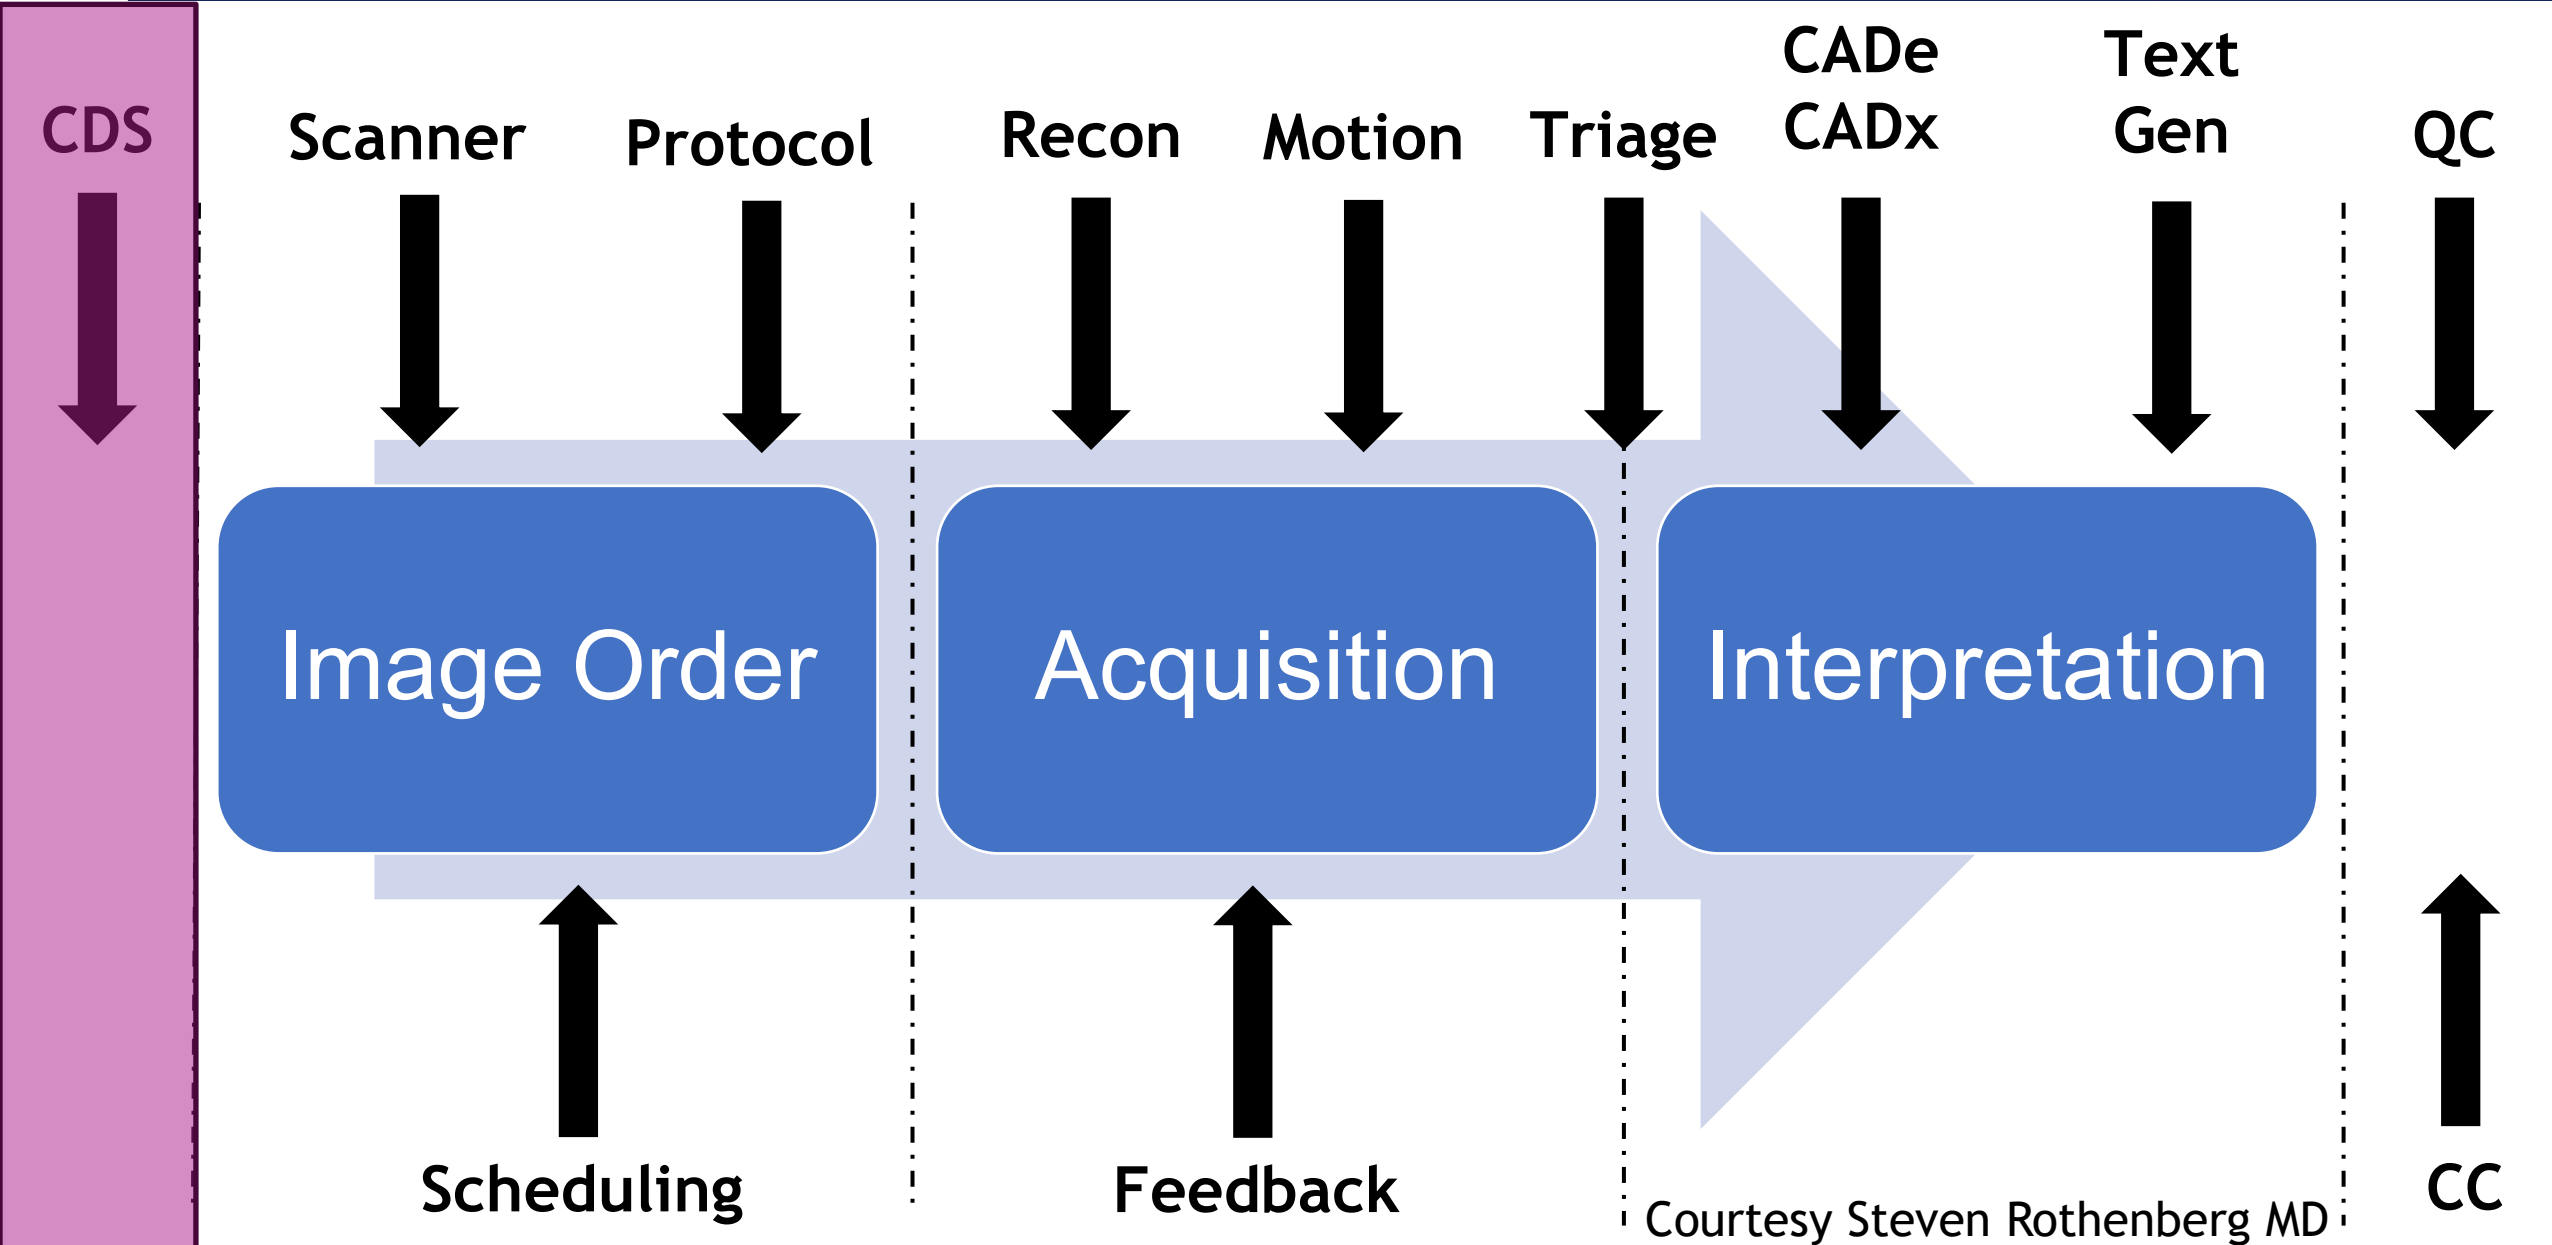 CDS
Scanner
Protocol
Recon
Motion
Triage
CADe
CADx
Text
Gen
QC
Image Order
Acquisition
Interpretation
Scheduling
Feedback
CC
Courtesy Steven Rothenberg MD